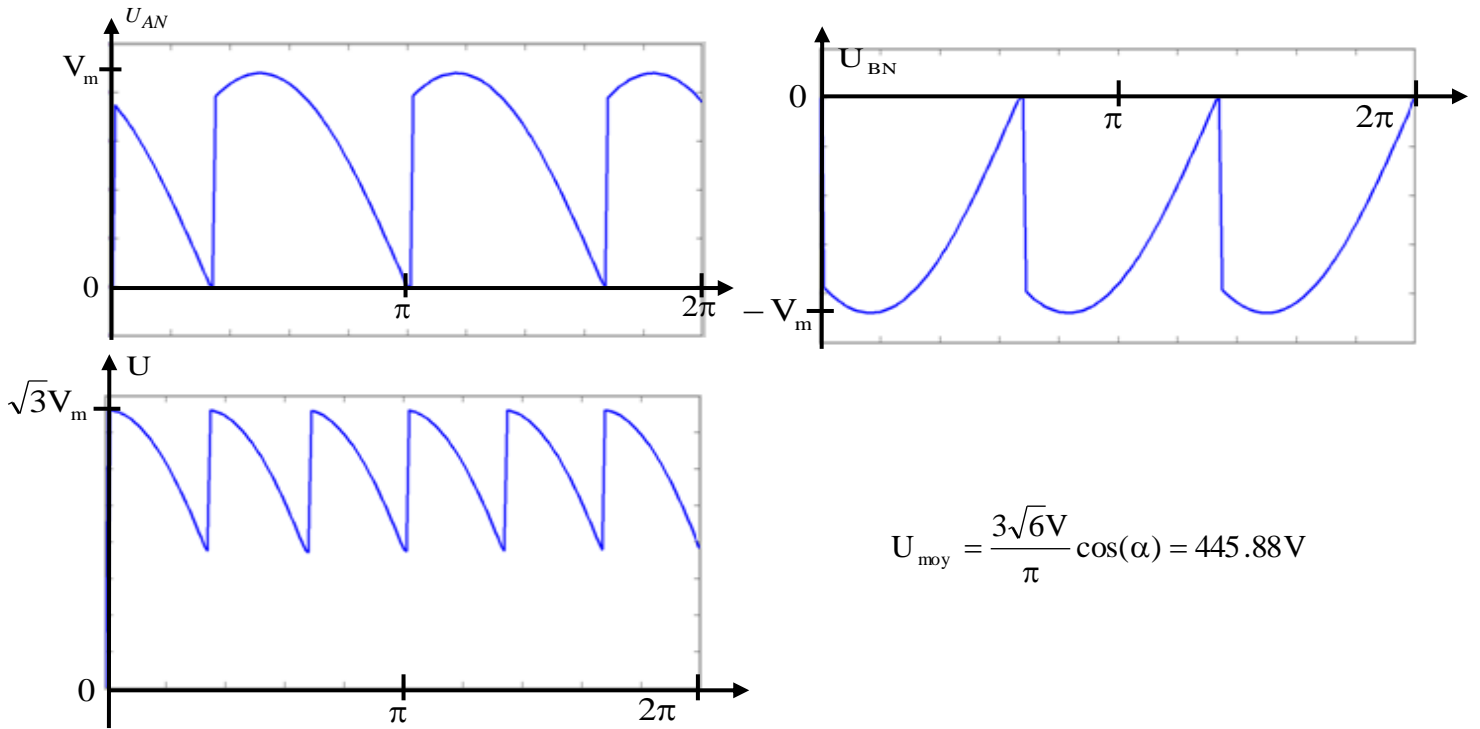 U_AN
V_m
0
π
2π
U_BN
0
π
2π
– V_m
U
√3V_m
0
π
2π
U_moy = 3√6V/π cos(α) = 445.88V